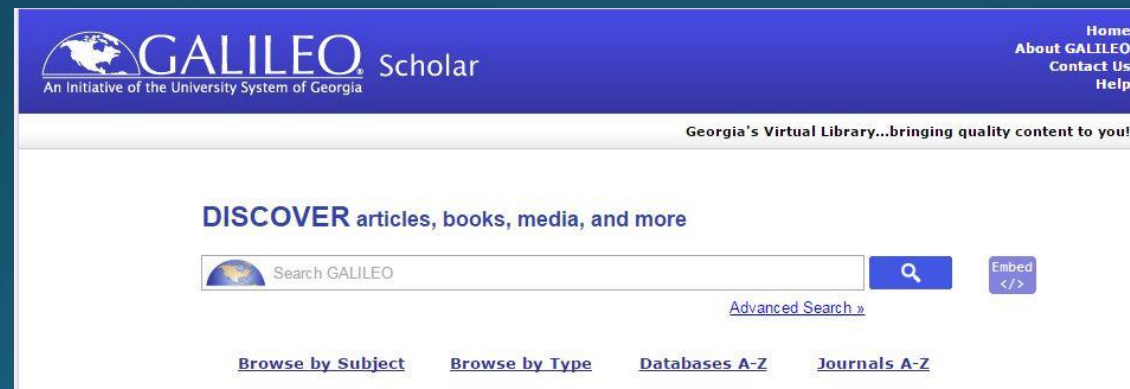 GALILEO Scholar
An Initiative of the University System of Georgia
Home
About GALILEO
Contact Us
Help
Georgia's Virtual Library...bringing quality content to you!
DISCOVER articles, books, media, and more
Search GALILEO
Embed
</>
Advanced Search »
Browse by Subject Browse by Type Databases A-Z Journals A-Z